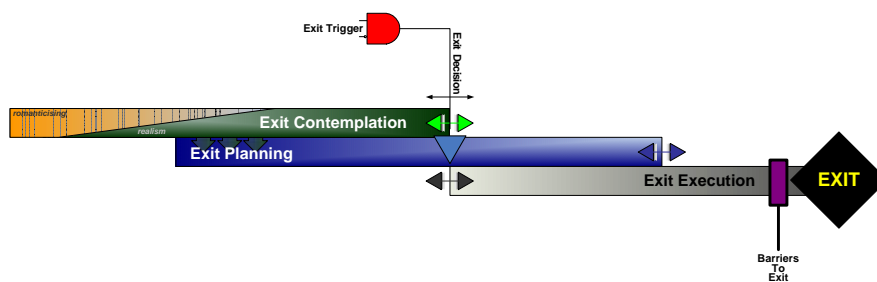 Exit Trigger
Exit Decision
romanticising
realism
Exit Contemplation
Exit Planning
Exit Execution
EXIT
Barriers
To
Exit